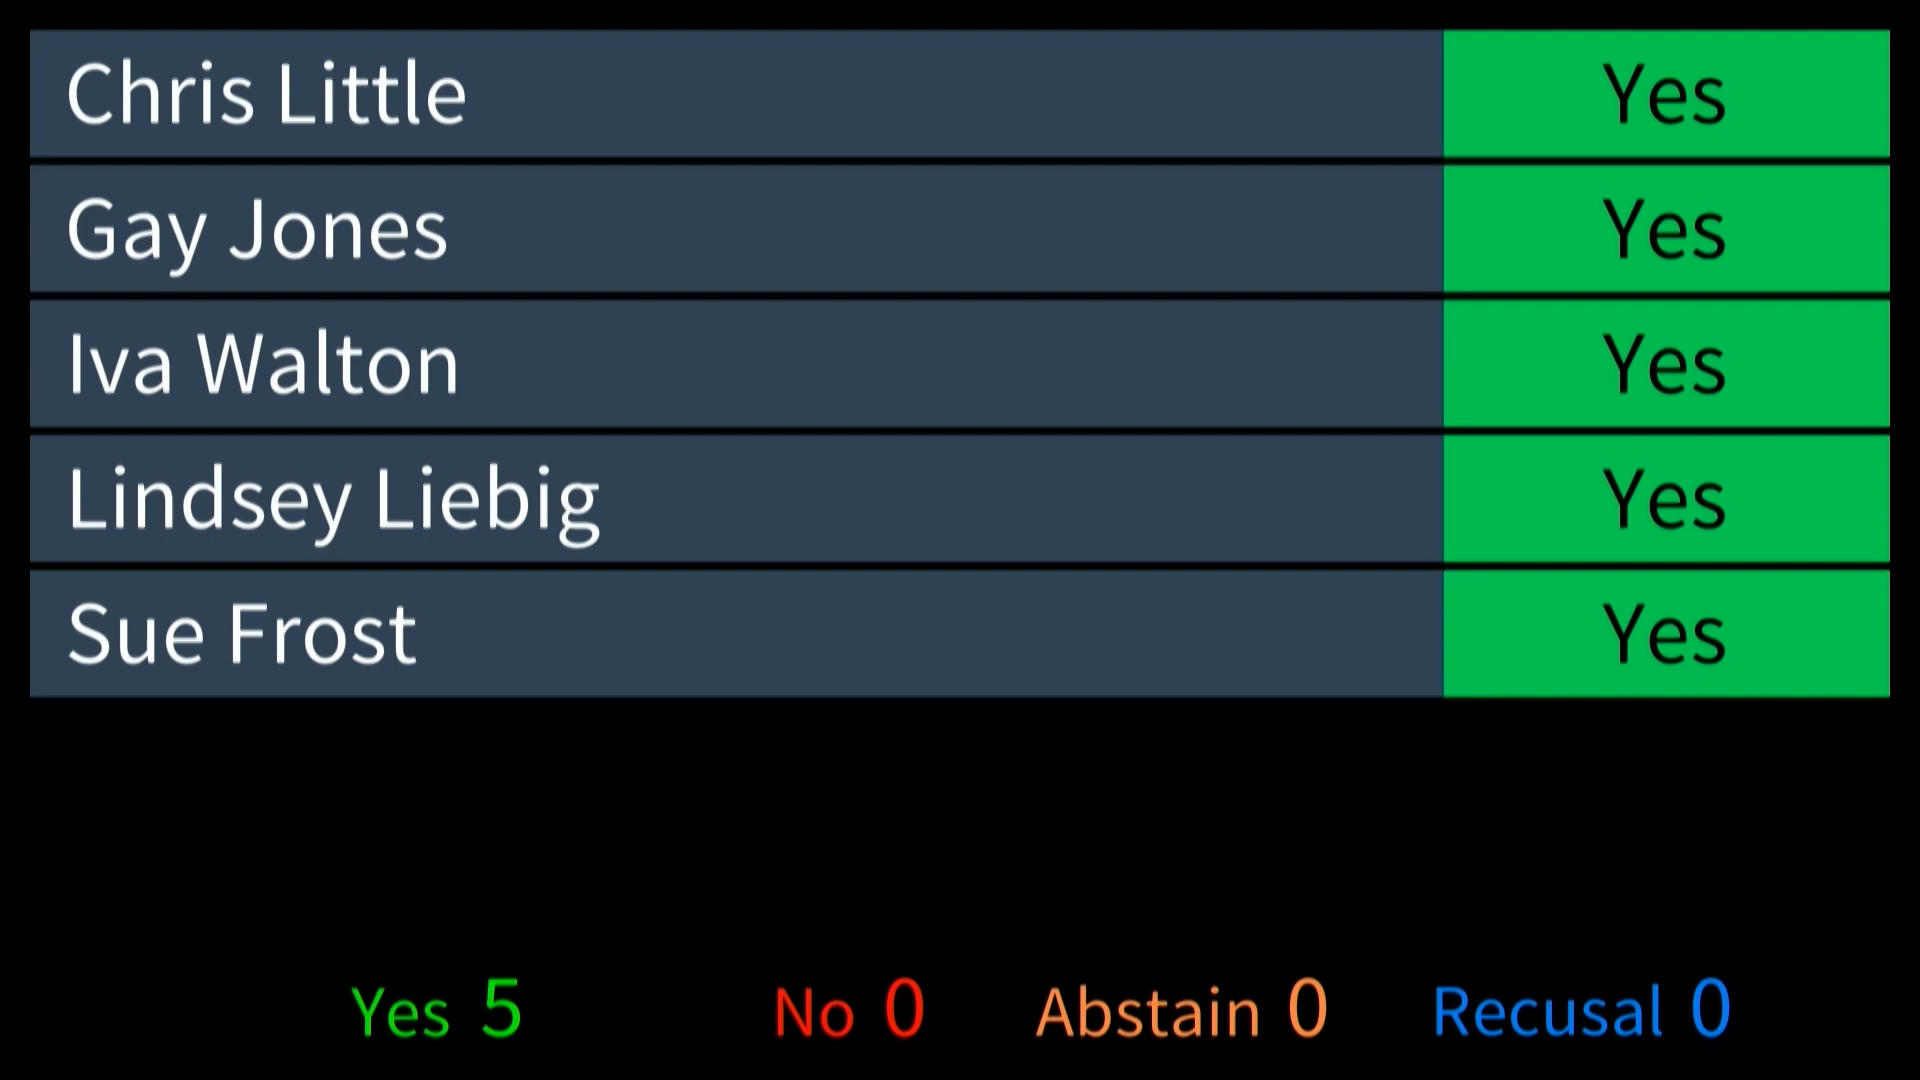 Chris Little Yes
Gay Jones Yes
Iva Walton Yes
Lindsey Liebig Yes
Sue Frost Yes
Yes 5 No 0 Abstain 0 Recusal 0